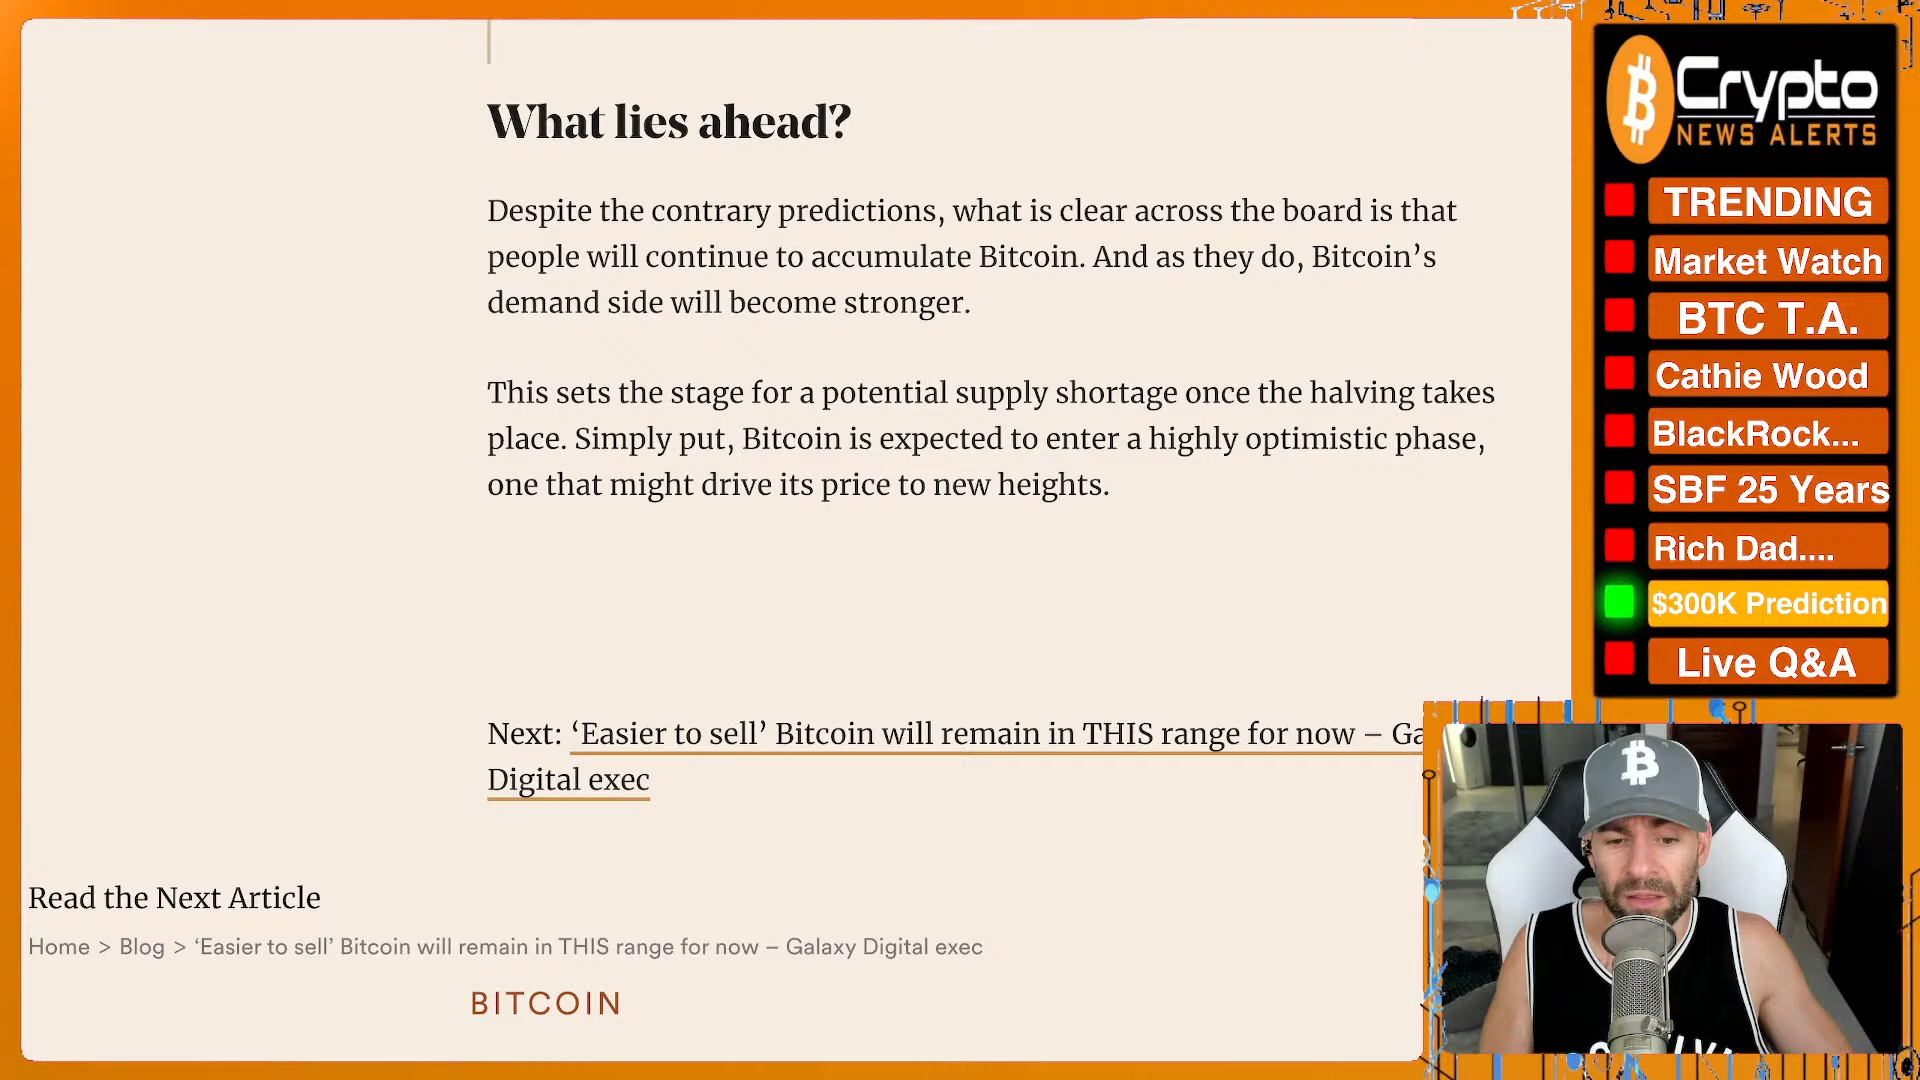 What lies ahead?
Despite the contrary predictions, what is clear across the board is that
people will continue to accumulate Bitcoin. And as they do, Bitcoin’s
demand side will become stronger.
This sets the stage for a potential supply shortage once the halving takes
place. Simply put, Bitcoin is expected to enter a highly optimistic phase,
one that might drive its price to new heights.
Next: ‘Easier to sell’ Bitcoin will remain in THIS range for now – Ga
Digital exec
Read the Next Article
Home > Blog > ‘Easier to sell’ Bitcoin will remain in THIS range for now – Galaxy Digital exec
BITCOIN
Crypto
NEWS ALERTS
TRENDING
Market Watch
BTC T.A.
Cathie Wood
BlackRock...
SBF 25 Years
Rich Dad....
$300K Prediction
Live Q&A